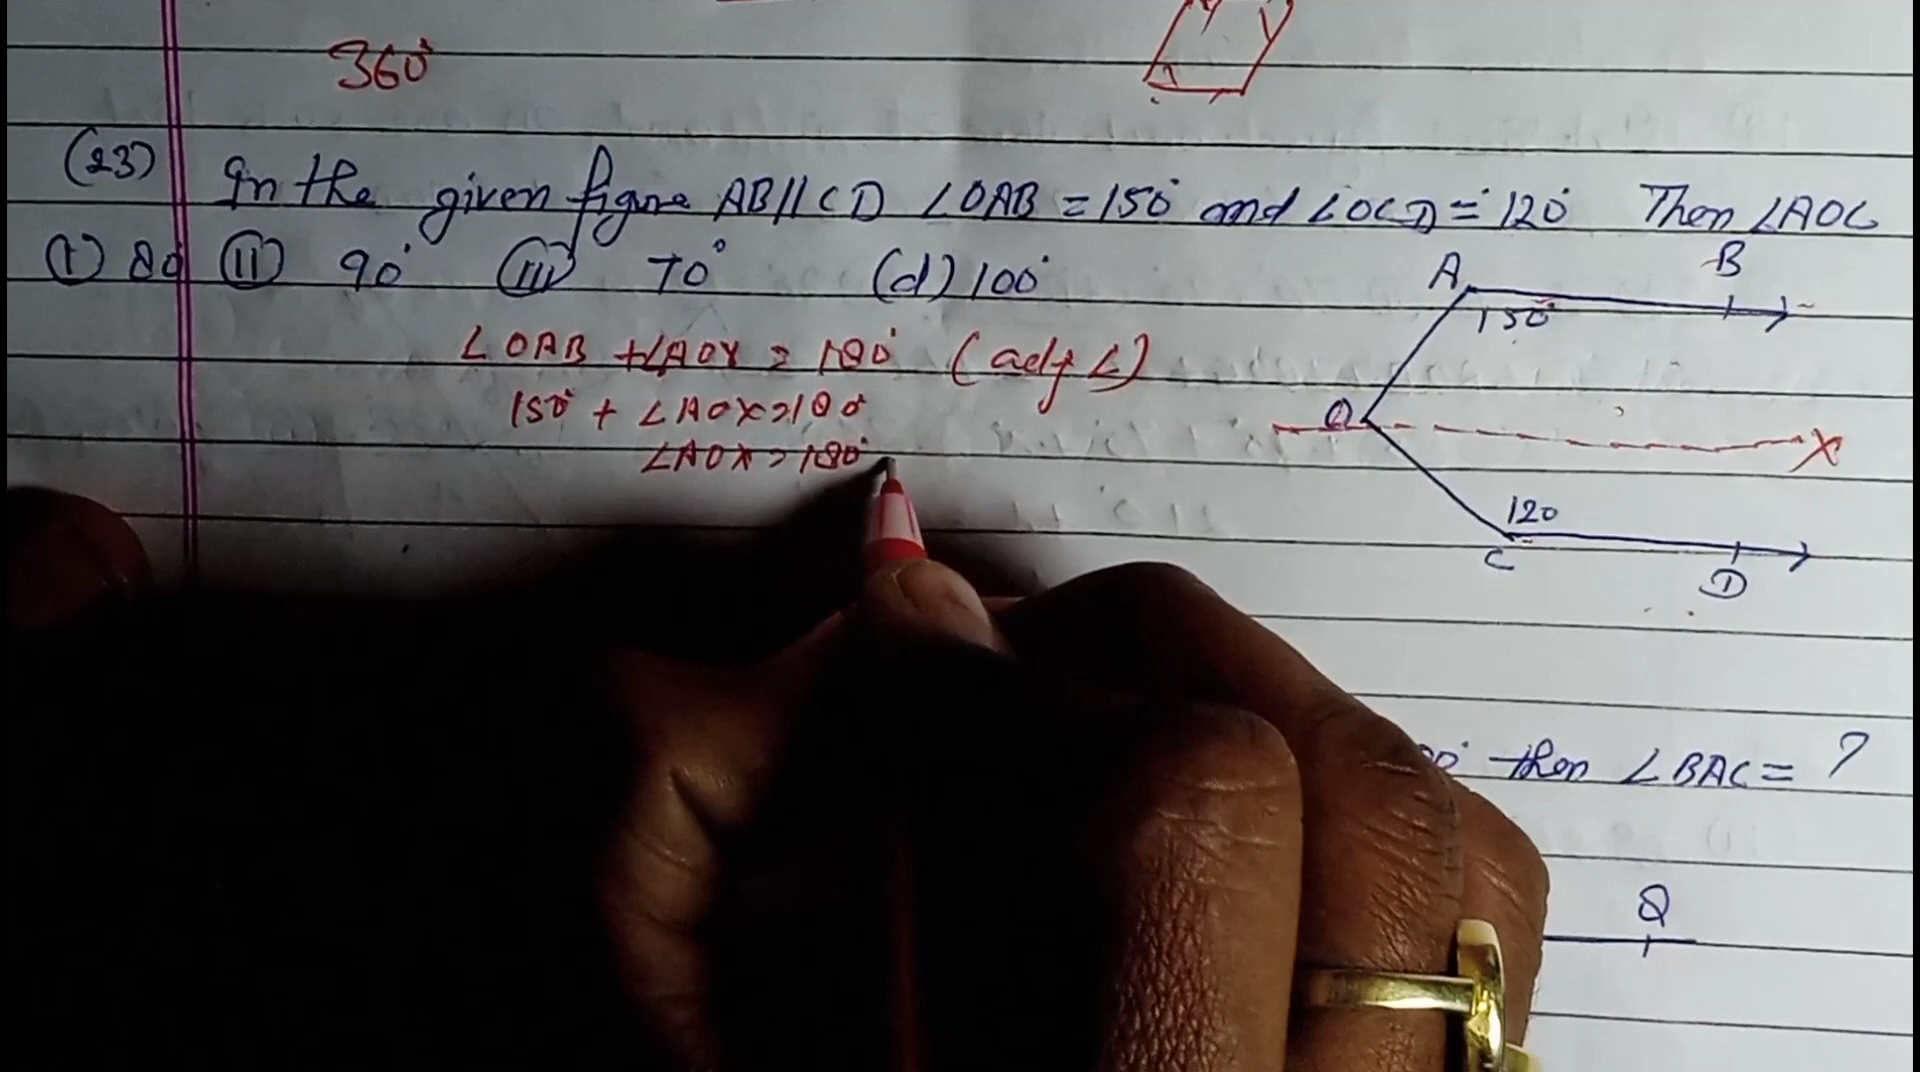 360°
(23) In the given figure AB||CD ∠OAB = 150° and ∠OCD = 120° Then ∠AOC
(I) 80 (II) 90° (III) 70° (d) 100°
A B
150°
∠OAB + ∠AOX = 180° (adj ∠)
150° + ∠AOX = 180°
O X
∠AOX = 180°
120
C D
then ∠BAC = ?
Q